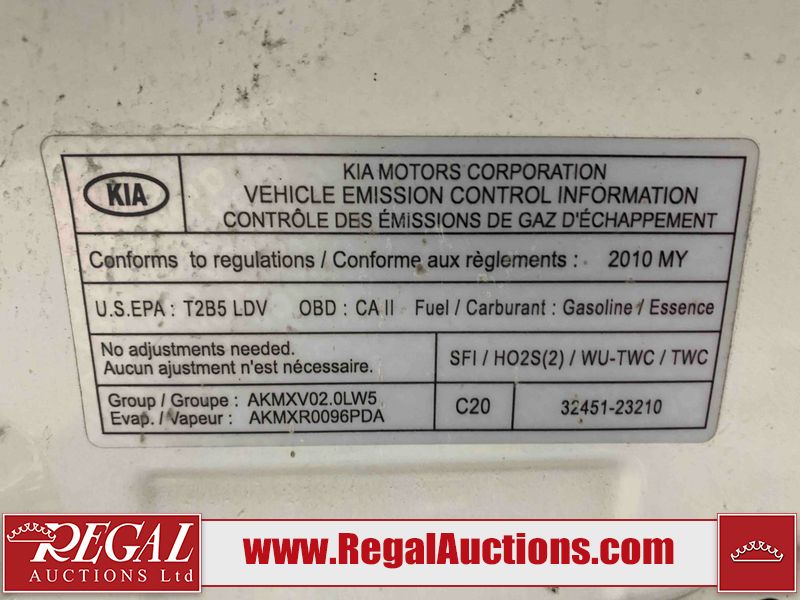 KIA
KIA MOTORS CORPORATION
VEHICLE EMISSION CONTROL INFORMATION
CONTRÔLE DES ÉMISSIONS DE GAZ D'ÉCHAPPEMENT
Conforms to regulations / Conforme aux règlements : 2010 MY
U.S.EPA : T2B5 LDV OBD : CA II Fuel / Carburant : Gasoline / Essence
No adjustments needed.
Aucun ajustment n'est nécessaire.
SFI / HO2S(2) / WU-TWC / TWC
Group / Groupe : AKMXV02.0LW5
Evap. / Vapeur : AKMXR0096PDA
C20
32451-23210
REGAL
AUCTIONS Ltd
www.RegalAuctions.com